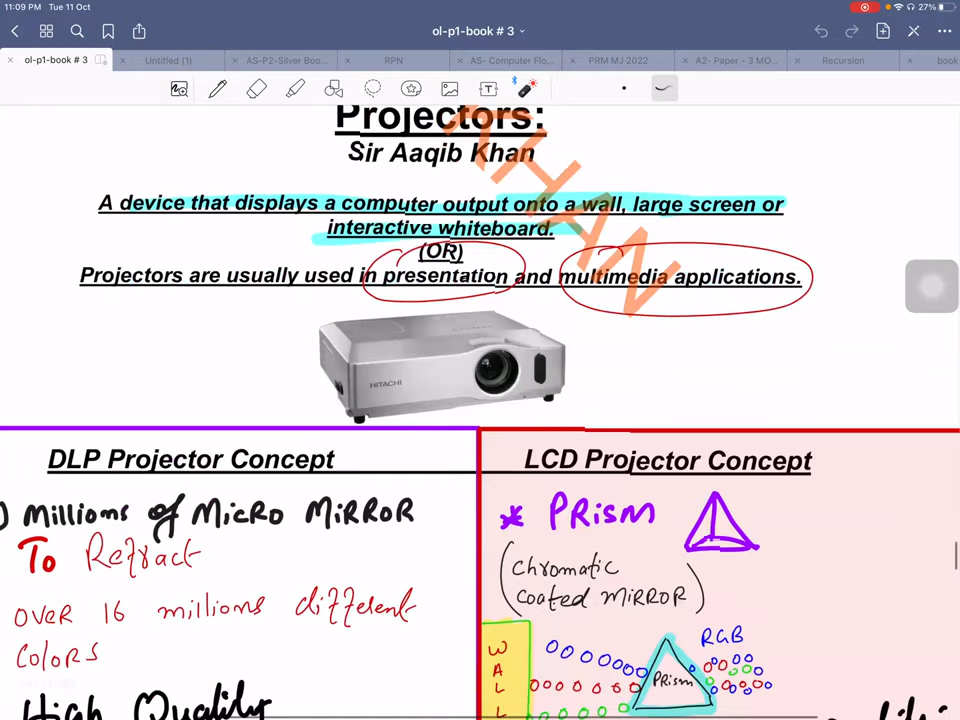 11:09 PM Tue 11 Oct
27%
ol-p1-book # 3
ol-p1-book # 3
Untitled (1)
AS-P2-Silver Boo...
RPN
AS- Computer Flo...
PRM MJ 2022
A2- Paper - 3 MO...
Recursion
book
Projectors:
Sir Aaqib Khan
KHAN
A device that displays a computer output onto a wall, large screen or
interactive whiteboard.
(OR)
Projectors are usually used in presentation and multimedia applications.
HITACHI
DLP Projector Concept
) Millions of Micro MiRRoR
To Refract
over 16 millions different
colors
High Quality
LCD Projector Concept
* PRism
(Chromatic
coated MiRRoR)
RGB
WALL
PRism